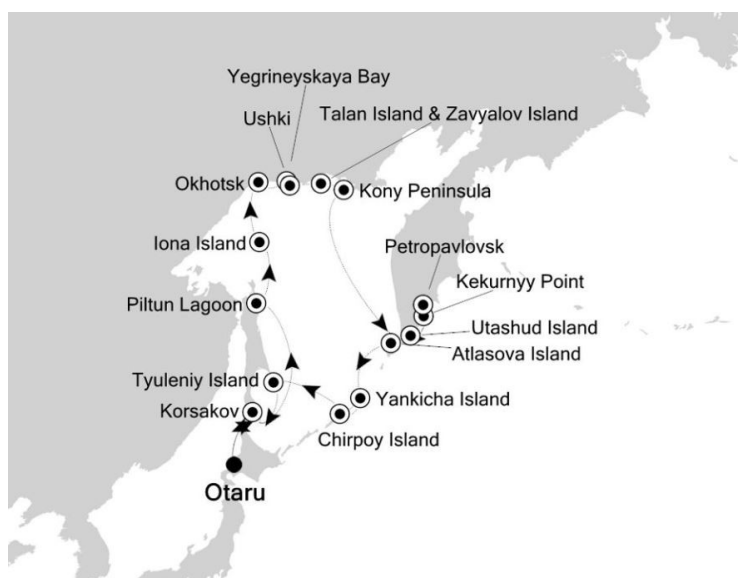 Yegrineyskaya Bay
Ushki
Talan Island & Zavyalov Island
Okhotsk
Kony Peninsula
Iona Island
Petropavlovsk
Kekurnyy Point
Piltun Lagoon
Utashud Island
Atlasova Island
Tyuleniy Island
Yankicha Island
Korsakov
Chirpoy Island
Otaru